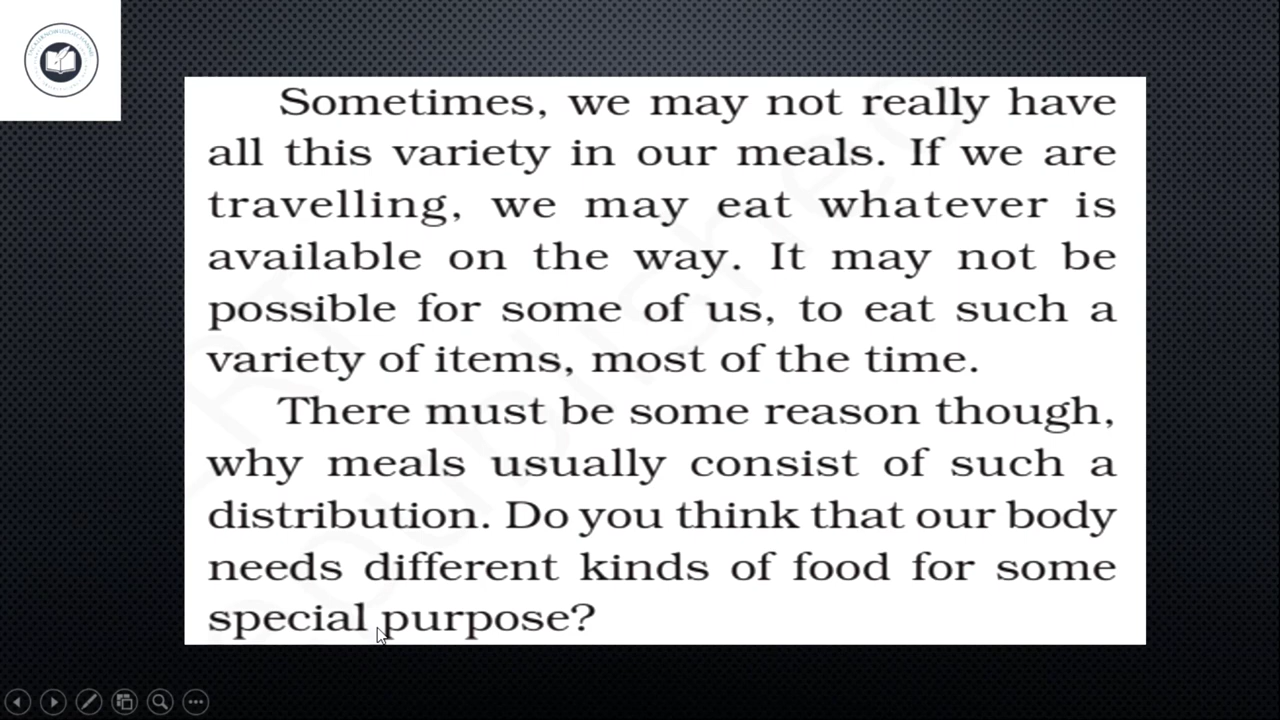 Sometimes, we may not really have
all this variety in our meals. If we are
travelling, we may eat whatever is
available on the way. It may not be
possible for some of us, to eat such a
variety of items, most of the time.
There must be some reason though,
why meals usually consist of such a
distribution. Do you think that our body
needs different kinds of food for some
special purpose?